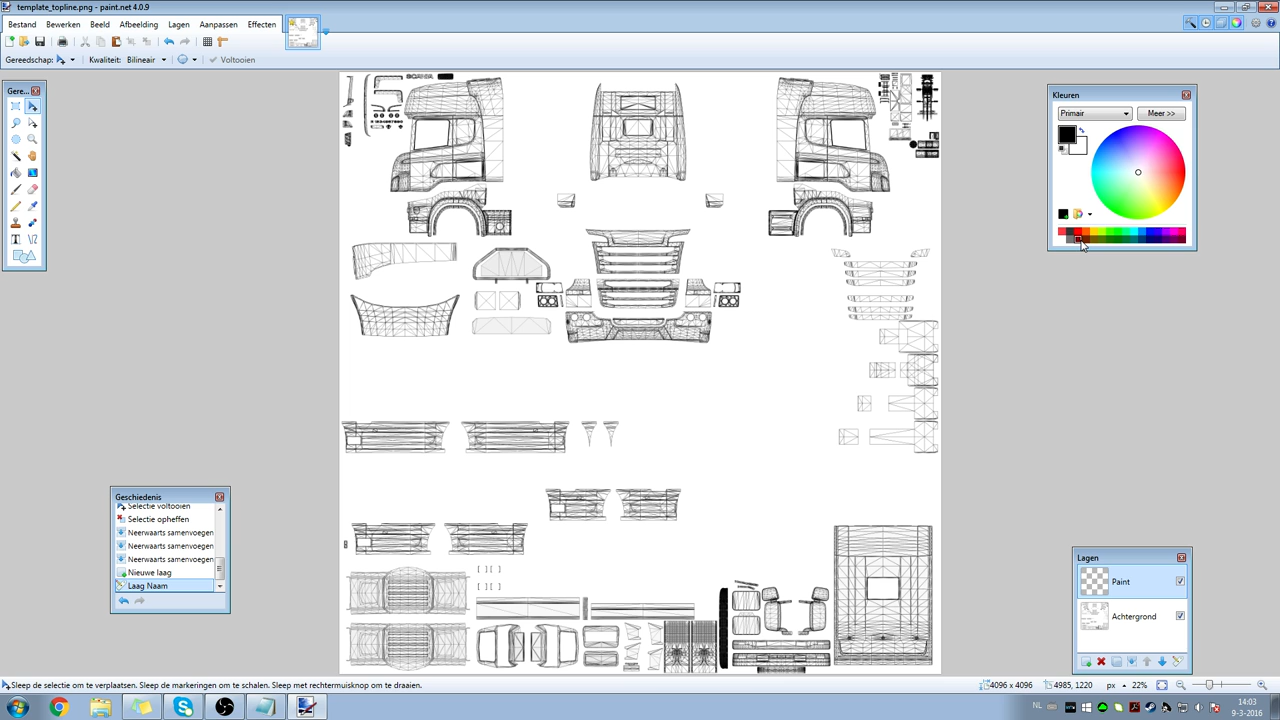 template_topline.png - paint.net 4.0.9
Bestand Bewerken Beeld Afbeelding Lagen Aanpassen Effecten
Gereedschap: Kwaliteit: Bilineair Voltooien
Gere...
SCANIA
Kleuren
Primair Meer >>
Geschiedenis
Selectie voltooien
Selectie opheffen
Neerwaarts samenvoegen
Neerwaarts samenvoegen
Neerwaarts samenvoegen
Nieuwe laag
Laag Naam
Lagen
Paint
Achtergrond
Sleep de selectie om te verplaatsen. Sleep de markeringen om te schalen. Sleep met rechtermuisknop om te draaien.
4096 x 4096 4985, 1220 px 22%
NL
14:03
9-3-2016